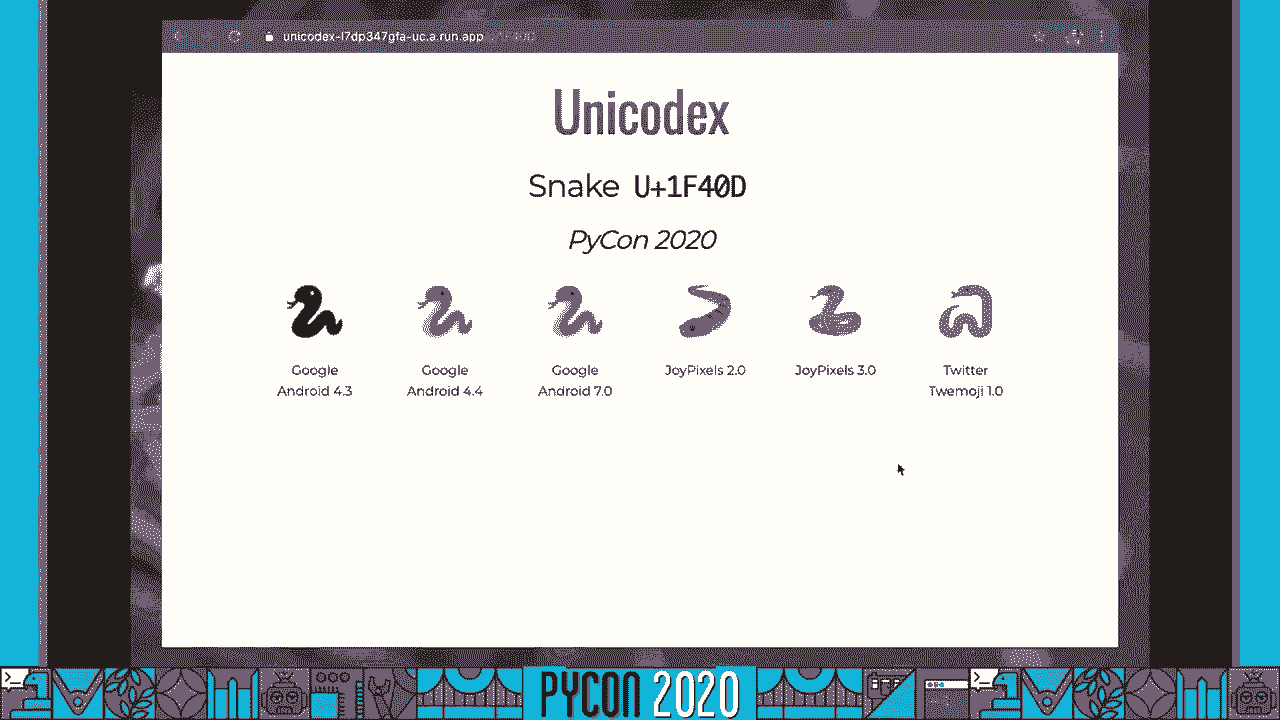 unicodex-l7dp347gfa-uc.a.run.app
Unicodex
Snake U+1F40D
PyCon 2020
Google
Android 4.3
Google
Android 4.4
Google
Android 7.0
JoyPixels 2.0
JoyPixels 3.0
Twitter
Twemoji 1.0
PYCON 2020